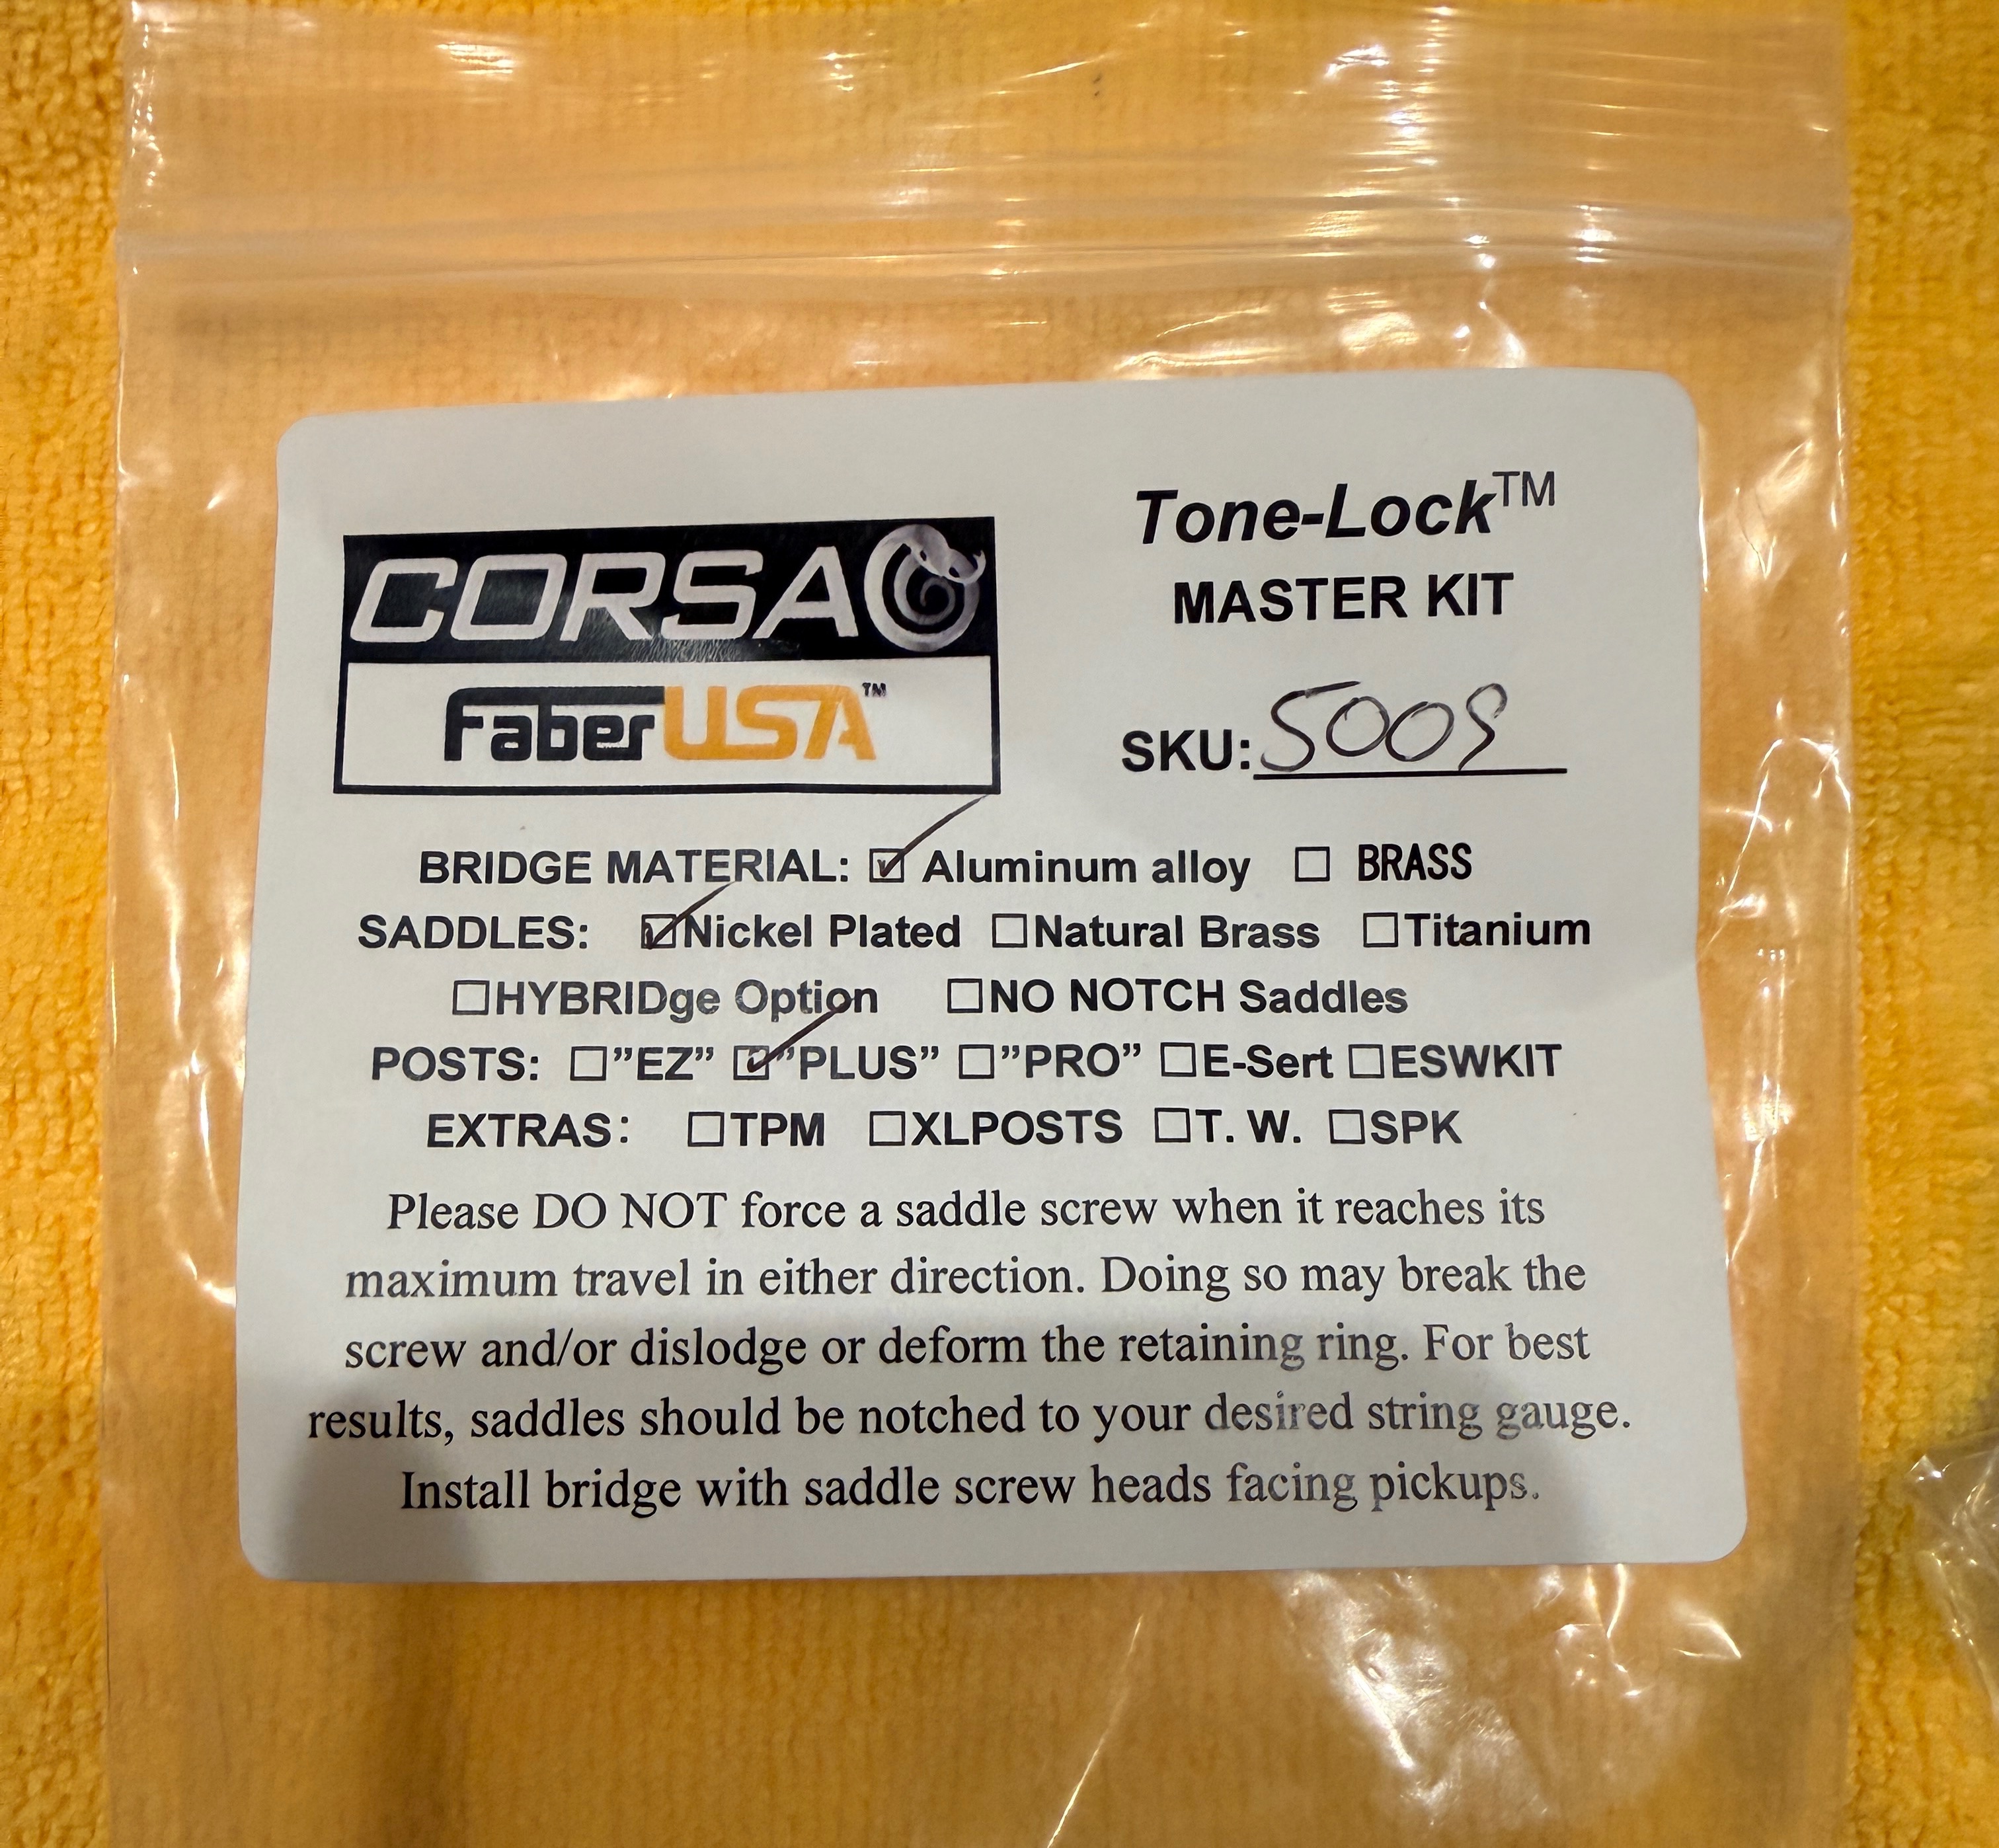 CORSA
Faber USA™
Tone-Lock™
MASTER KIT
SKU: 5009
BRIDGE MATERIAL: ☑ Aluminum alloy ☐ BRASS
SADDLES: ☑Nickel Plated ☐Natural Brass ☐Titanium
☐HYBRIDge Option ☐NO NOTCH Saddles
POSTS: ☐”EZ” ☑”PLUS” ☐”PRO” ☐E-Sert ☐ESWKIT
EXTRAS: ☐TPM ☐XLPOSTS ☐T. W. ☐SPK
Please DO NOT force a saddle screw when it reaches its
maximum travel in either direction. Doing so may break the
screw and/or dislodge or deform the retaining ring. For best
results, saddles should be notched to your desired string gauge.
Install bridge with saddle screw heads facing pickups.